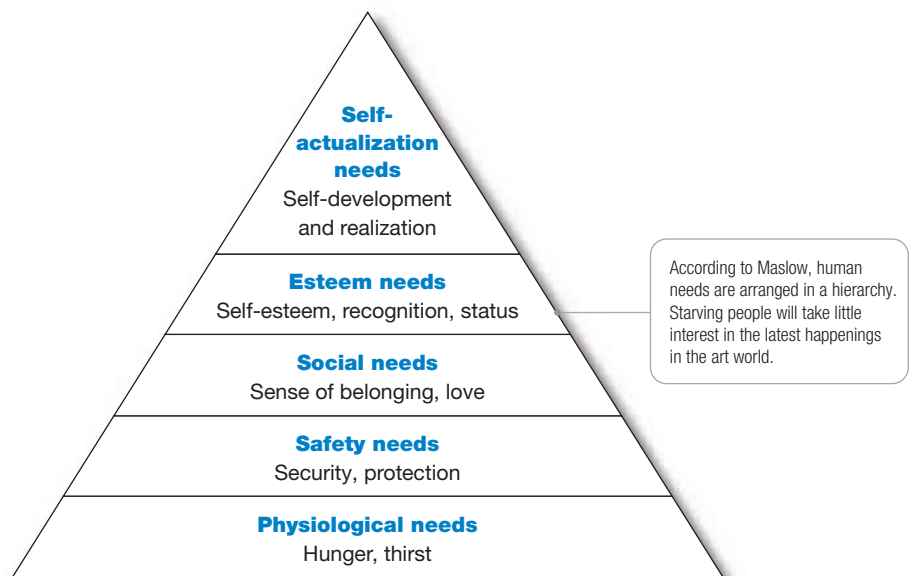 Self-
actualization
needs
Self-development
and realization
Esteem needs
Self-esteem, recognition, status
Social needs
Sense of belonging, love
Safety needs
Security, protection
Physiological needs
Hunger, thirst
According to Maslow, human
needs are arranged in a hierarchy.
Starving people will take little
interest in the latest happenings
in the art world.